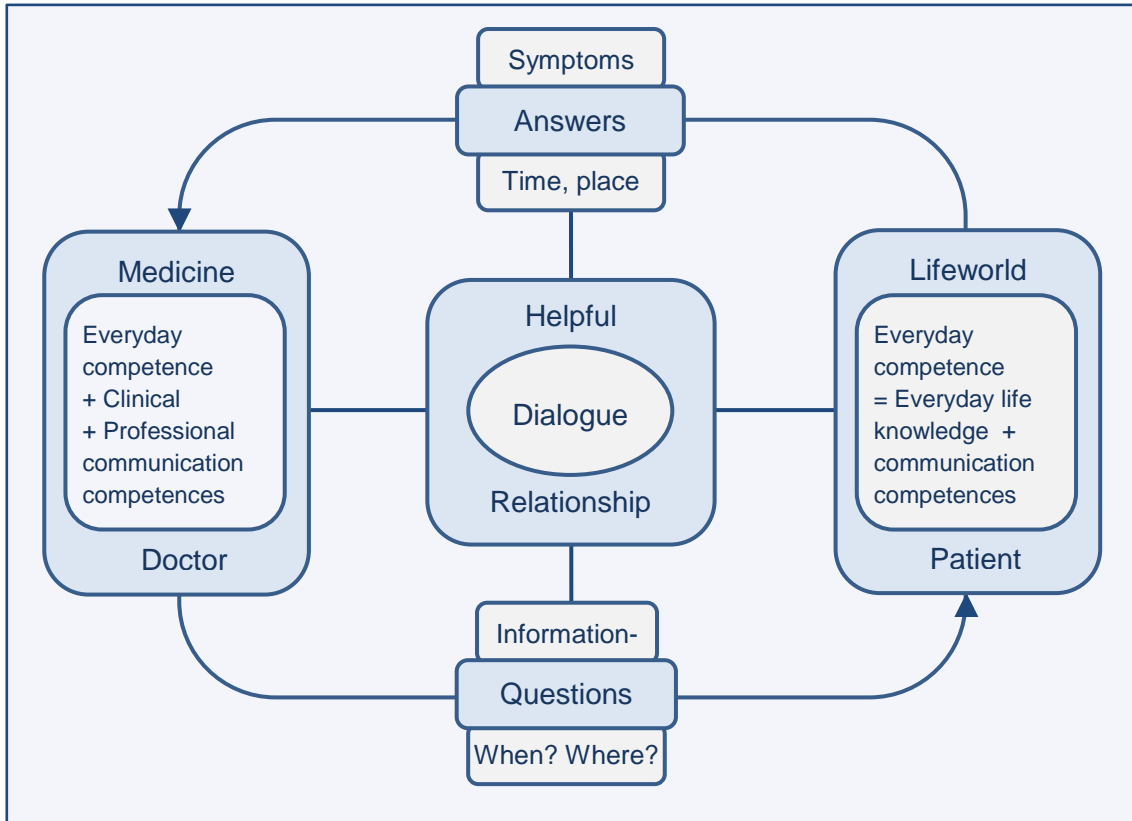 Symptoms
Answers
Time, place
Medicine
Everyday
competence
+ Clinical
+ Professional
communication
competences
Doctor
Helpful
Dialogue
Relationship
Lifeworld
Everyday
competence
= Everyday life
knowledge +
communication
competences
Patient
Information-
Questions
When? Where?